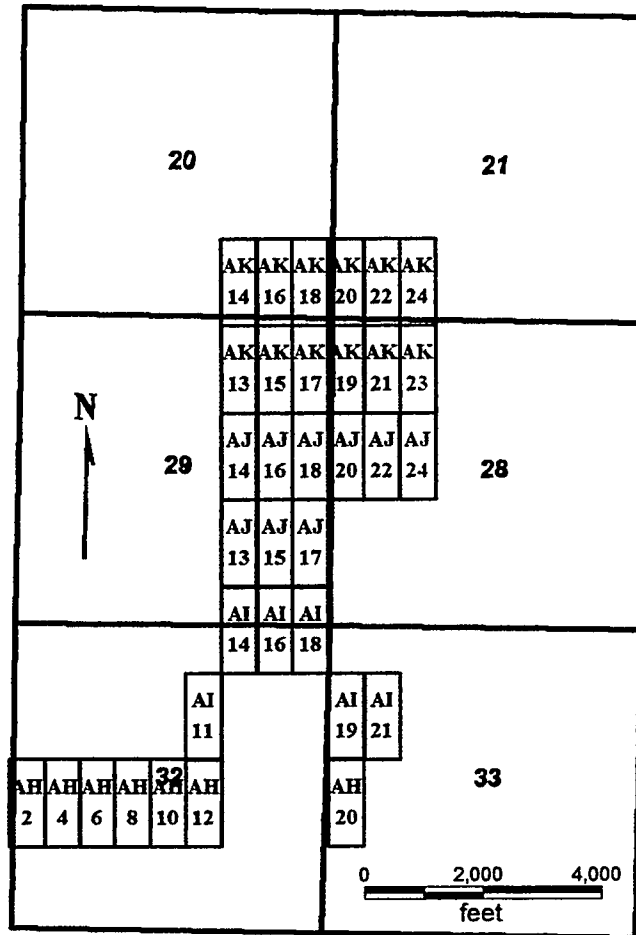 20 21
AK AK AK AK AK AK
14 16 18 20 22 24
AK AK AK AK AK AK
13 15 17 19 21 23
N
AJ AJ AJ AJ AJ AJ
29 14 16 18 20 22 24 28
AJ AJ AJ
13 15 17
AI AI AI
14 16 18
AI AI AI
11 19 21
32 33
AH AH AH AH AH AH AH
2 4 6 8 10 12 20
0 2,000 4,000
feet